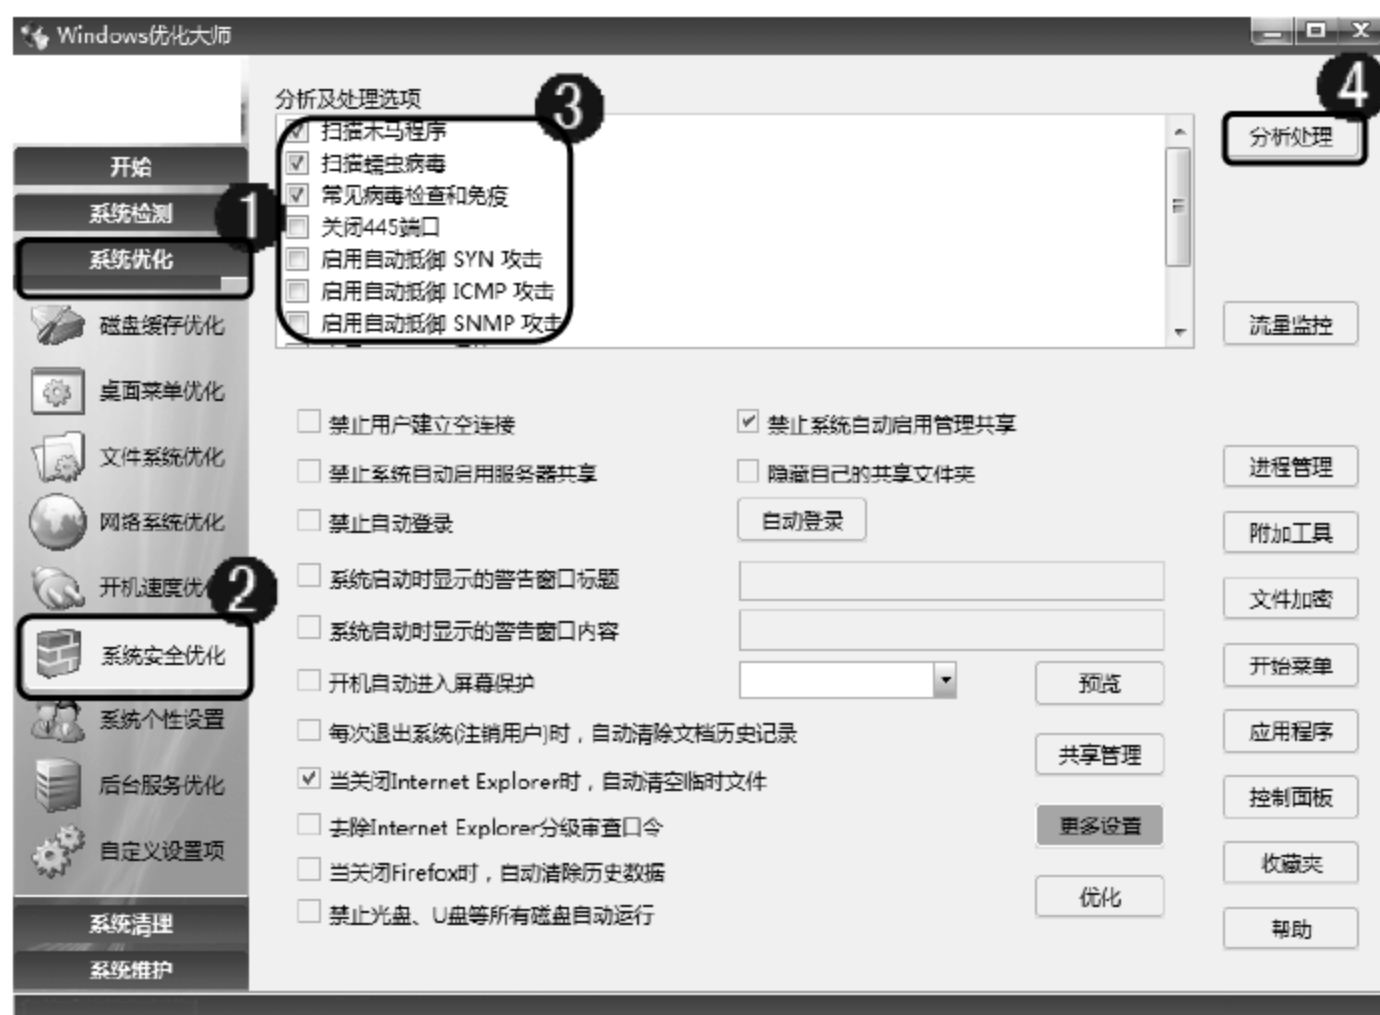 Windows优化大师
分析及处理选项
3
4
扫描木马程序
分析处理
扫描蠕虫病毒
开始
常见病毒检查和免疫
系统检测
1
关闭445端口
系统优化
启用自动抵御 SYN 攻击
启用自动抵御 ICMP 攻击
启用自动抵御 SNMP 攻击
磁盘缓存优化
流量监控
桌面菜单优化
禁止用户建立空连接
禁止系统自动启用管理共享
文件系统优化
禁止系统自动启用服务器共享
隐藏自己的共享文件夹
进程管理
网络系统优化
禁止自动登录
自动登录
附加工具
开机速度优
2
系统启动时显示的警告窗口标题
文件加密
系统启动时显示的警告窗口内容
系统安全优化
开机自动进入屏幕保护
预览
开始菜单
系统个性设置
每次退出系统(注销用户)时，自动清除文档历史记录
应用程序
共享管理
后台服务优化
当关闭Internet Explorer时，自动清空临时文件
控制面板
去除Internet Explorer分级审查口令
更多设置
自定义设置项
当关闭Firefox时，自动清除历史数据
收藏夹
禁止光盘、U盘等所有磁盘自动运行
优化
系统清理
帮助
系统维护